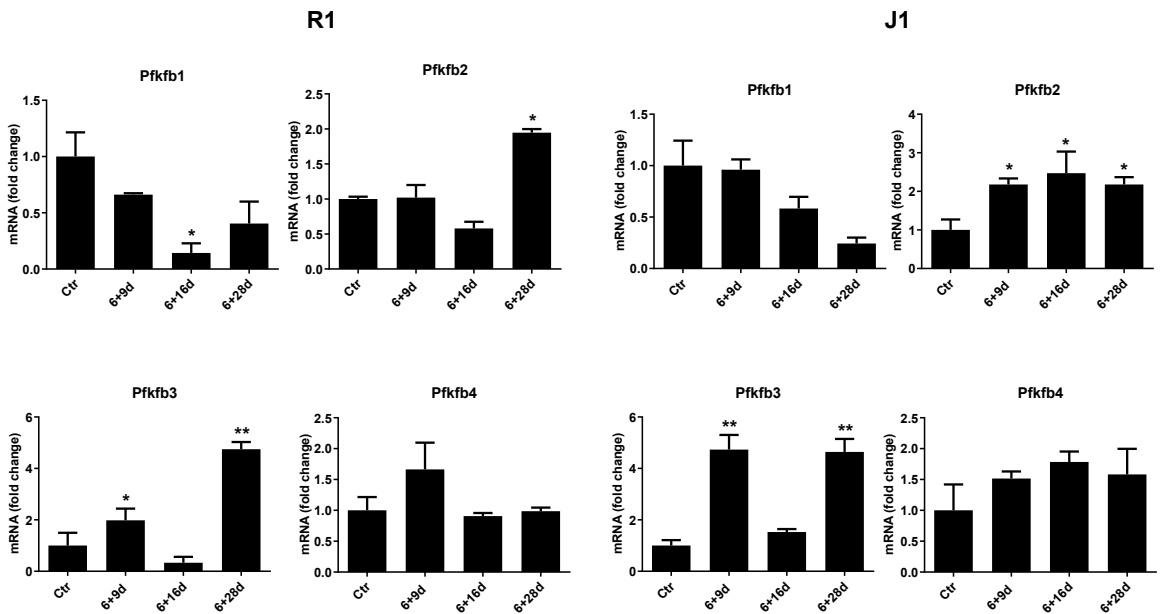 R1
J1
Pfkfb1
mRNA (fold change)
1.5
1.0
0.5
0.0
*
Ctr
6+9d
6+16d
6+28d
Pfkfb2
mRNA (fold change)
2.5
2.0
1.5
1.0
0.5
0.0
*
Ctr
6+9d
6+16d
6+28d
Pfkfb1
mRNA (fold change)
1.5
1.0
0.5
0.0
Ctr
6+9d
6+16d
6+28d
Pfkfb2
mRNA (fold change)
4
3
2
1
0
*
*
*
Ctr
6+9d
6+16d
6+28d
Pfkfb3
mRNA (fold change)
6
4
2
0
*
**
Ctr
6+9d
6+16d
6+28d
Pfkfb4
mRNA (fold change)
2.5
2.0
1.5
1.0
0.5
0.0
Ctr
6+9d
6+16d
6+28d
Pfkfb3
mRNA (fold change)
6
4
2
0
**
**
Ctr
6+9d
6+16d
6+28d
Pfkfb4
mRNA (fold change)
2.5
2.0
1.5
1.0
0.5
0.0
Ctr
6+9d
6+16d
6+28d